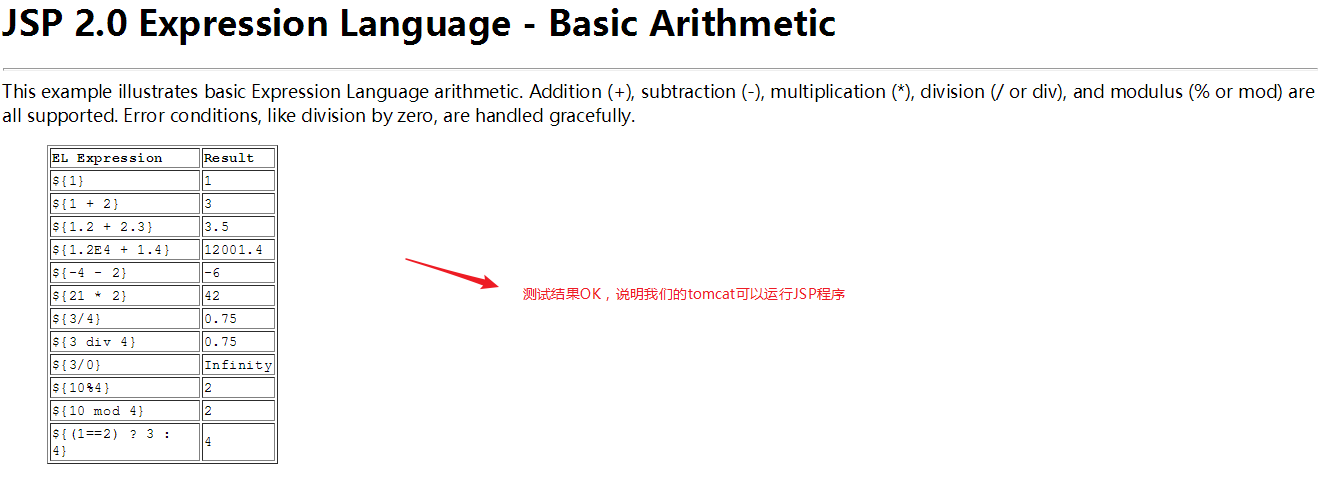 JSP 2.0 Expression Language - Basic Arithmetic
This example illustrates basic Expression Language arithmetic. Addition (+), subtraction (-), multiplication (*), division (/ or div), and modulus (% or mod) are
all supported. Error conditions, like division by zero, are handled gracefully.
EL Expression Result
${1} 1
${1 + 2} 3
${1.2 + 2.3} 3.5
${1.2E4 + 1.4} 12001.4
${-4 - 2} -6
${21 * 2} 42
${3/4} 0.75
${3 div 4} 0.75
${3/0} Infinity
${10%4} 2
${10 mod 4} 2
${(1==2) ? 3 :
4} 4
测试结果OK，说明我们的tomcat可以运行JSP程序